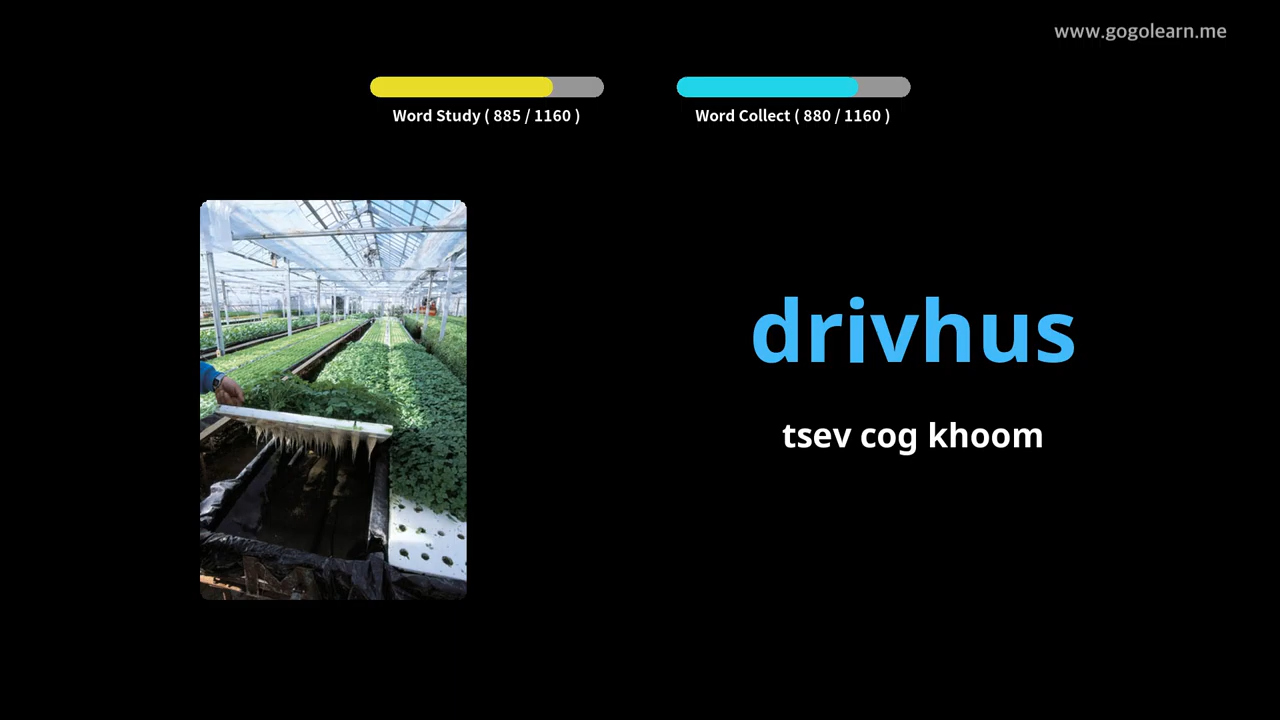 www.gogolearn.me
Word Study ( 885 / 1160 )
Word Collect ( 880 / 1160 )
drivhus
tsev cog khoom